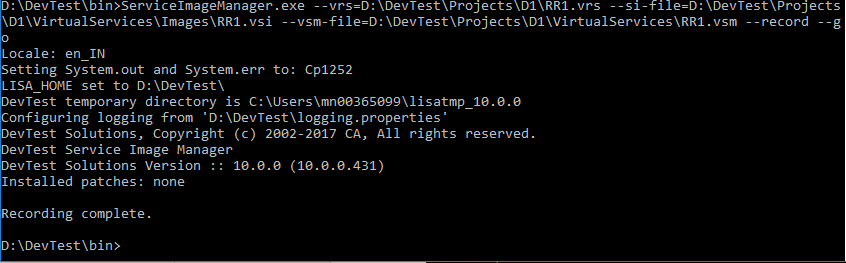 D:\DevTest\bin>ServiceImageManager.exe --vrs=D:\DevTest\Projects\D1\RR1.vrs --si-file=D:\DevTest\Projects
\D1\VirtualServices\Images\RR1.vsi --vsm-file=D:\DevTest\Projects\D1\VirtualServices\RR1.vsm --record --g
o
Locale: en_IN
Setting System.out and System.err to: Cp1252
LISA_HOME set to D:\DevTest\
DevTest temporary directory is C:\Users\mn00365099\lisatmp_10.0.0
Configuring logging from 'D:\DevTest\logging.properties'
DevTest Solutions, Copyright (c) 2002-2017 CA, All rights reserved.
DevTest Service Image Manager
DevTest Solutions Version :: 10.0.0 (10.0.0.431)
Installed patches: none
Recording complete.
D:\DevTest\bin>